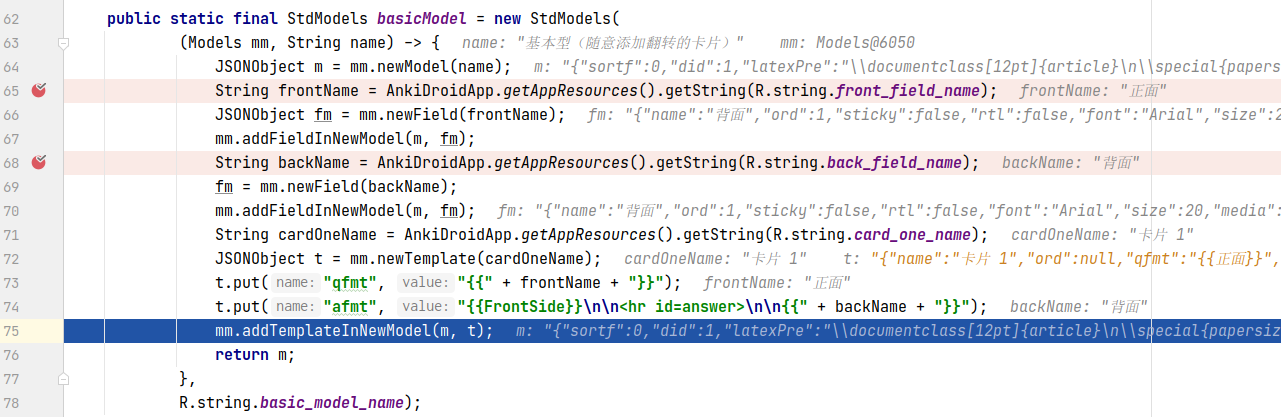 62 public static final StdModels basicModel = new StdModels(
63 (Models mm, String name) -> { name: "基本型（随意添加翻转的卡片）" mm: Models@6050
64 JSONObject m = mm.newModel(name); m: "{"sortf":0,"did":1,"latexPre":"\\documentclass[12pt]{article}\n\\special{papers
65 String frontName = AnkiDroidApp.getAppResources().getString(R.string.front_field_name); frontName: "正面"
66 JSONObject fm = mm.newField(frontName); fm: "{"name":"背面","ord":1,"sticky":false,"rtl":false,"font":"Arial","size":2
67 mm.addFieldInNewModel(m, fm);
68 String backName = AnkiDroidApp.getAppResources().getString(R.string.back_field_name); backName: "背面"
69 fm = mm.newField(backName);
70 mm.addFieldInNewModel(m, fm); fm: "{"name":"背面","ord":1,"sticky":false,"rtl":false,"font":"Arial","size":20,"media":
71 String cardOneName = AnkiDroidApp.getAppResources().getString(R.string.card_one_name); cardOneName: "卡片 1"
72 JSONObject t = mm.newTemplate(cardOneName); cardOneName: "卡片 1" t: "{"name":"卡片 1","ord":null,"qfmt":"{{正面}}",
73 t.put( name: "qfmt", value: "{{" + frontName + "}}"); frontName: "正面"
74 t.put( name: "afmt", value: "{{FrontSide}}\n\n<hr id=answer>\n\n{{" + backName + "}}"); backName: "背面"
75 mm.addTemplateInNewModel(m, t); m: "{"sortf":0,"did":1,"latexPre":"\\documentclass[12pt]{article}\n\\special{papersiz
76 return m;
77 },
78 R.string.basic_model_name);